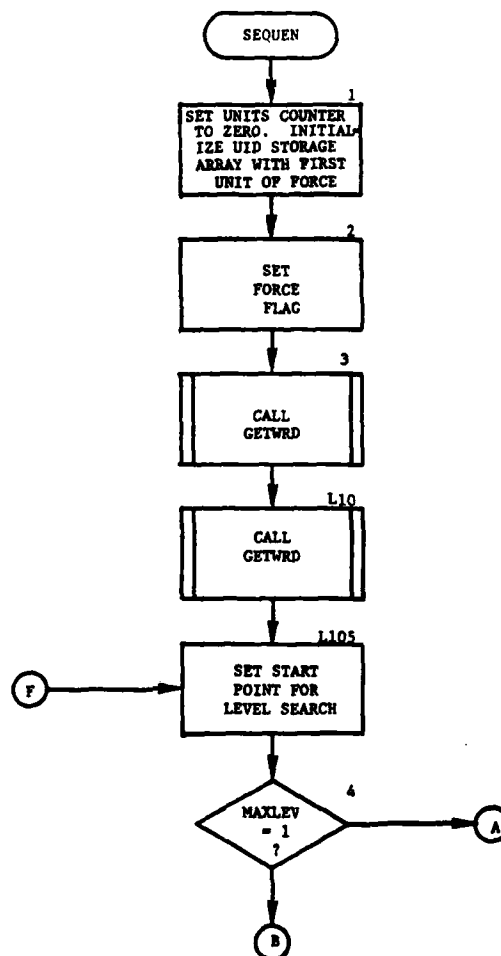 SEQUEN
1
SET UNITS COUNTER
TO ZERO. INITIAL-
IZE UID STORAGE
ARRAY WITH FIRST
UNIT OF FORCE
2
SET
FORCE
FLAG
3
CALL
GETWRD
L10
CALL
GETWRD
L105
F
SET START
POINT FOR
LEVEL SEARCH
4
MAXLEV
= 1
?
A
B